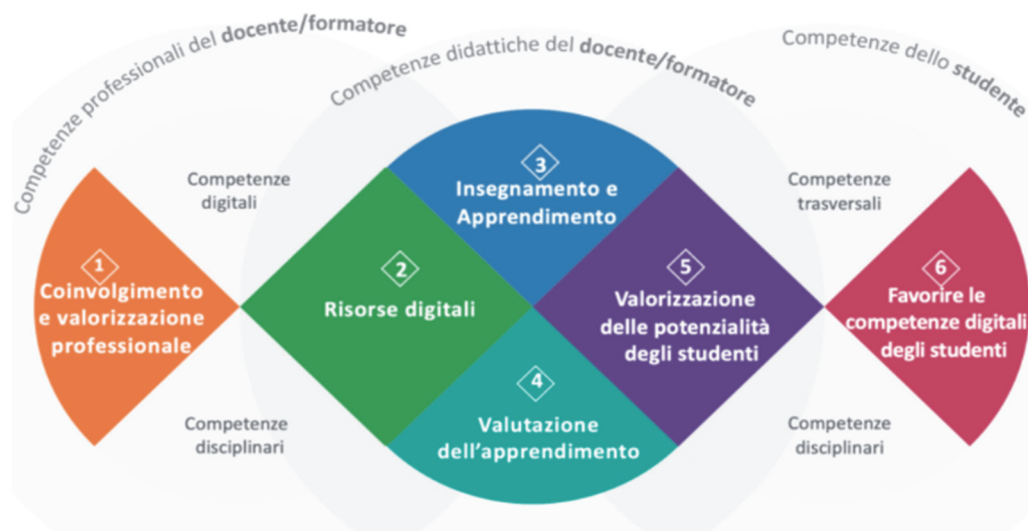 Competenze professionali del docente/formatore
Competenze didattiche del docente/formatore
Competenze dello studente
Competenze
digitali
1
Coinvolgimento
e valorizzazione
professionale
Competenze
disciplinari
2
Risorse digitali
3
Insegnamento e
Apprendimento
4
Valutazione
dell'apprendimento
5
Valorizzazione
delle potenzialità
degli studenti
Competenze
trasversali
6
Favorire le
competenze digitali
degli studenti
Competenze
disciplinari